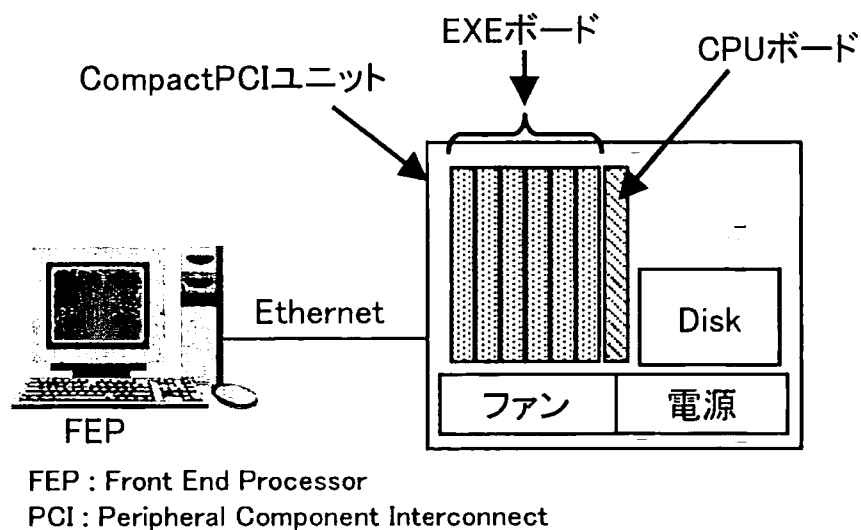 EXEボード
CPUボード
CompactPCIユニット
Ethernet
Disk
ファン
電源
FEP
FEP : Front End Processor
PCI : Peripheral Component Interconnect